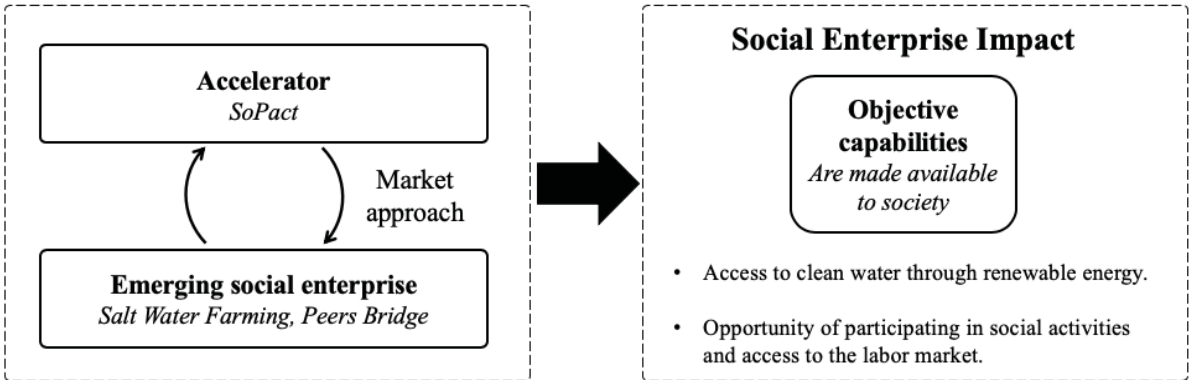 Accelerator
SoPact
Market
approach
Emerging social enterprise
Salt Water Farming, Peers Bridge
Social Enterprise Impact
Objective
capabilities
Are made available
to society
• Access to clean water through renewable energy.
• Opportunity of participating in social activities
and access to the labor market.